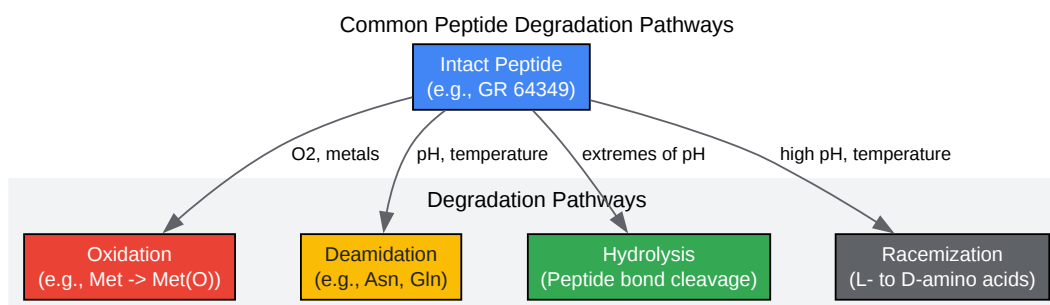 Common Peptide Degradation Pathways
Intact Peptide
(e.g., GR 64349)
O2, metals
pH, temperature
extremes of pH
high pH, temperature
Degradation Pathways
Oxidation
(e.g., Met -> Met(O))
Deamidation
(e.g., Asn, Gln)
Hydrolysis
(Peptide bond cleavage)
Racemization
(L- to D-amino acids)